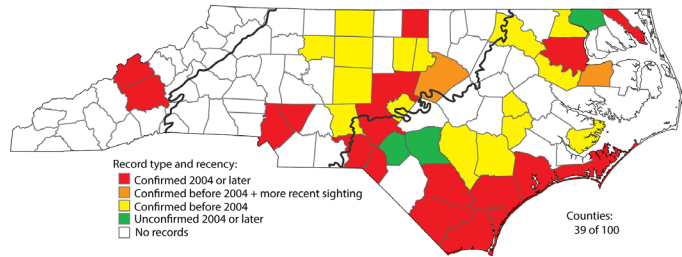 Record type and recency:
Confirmed 2004 or later
Confirmed before 2004 + more recent sighting
Confirmed before 2004
Unconfirmed 2004 or later
No records
Counties:
39 of 100